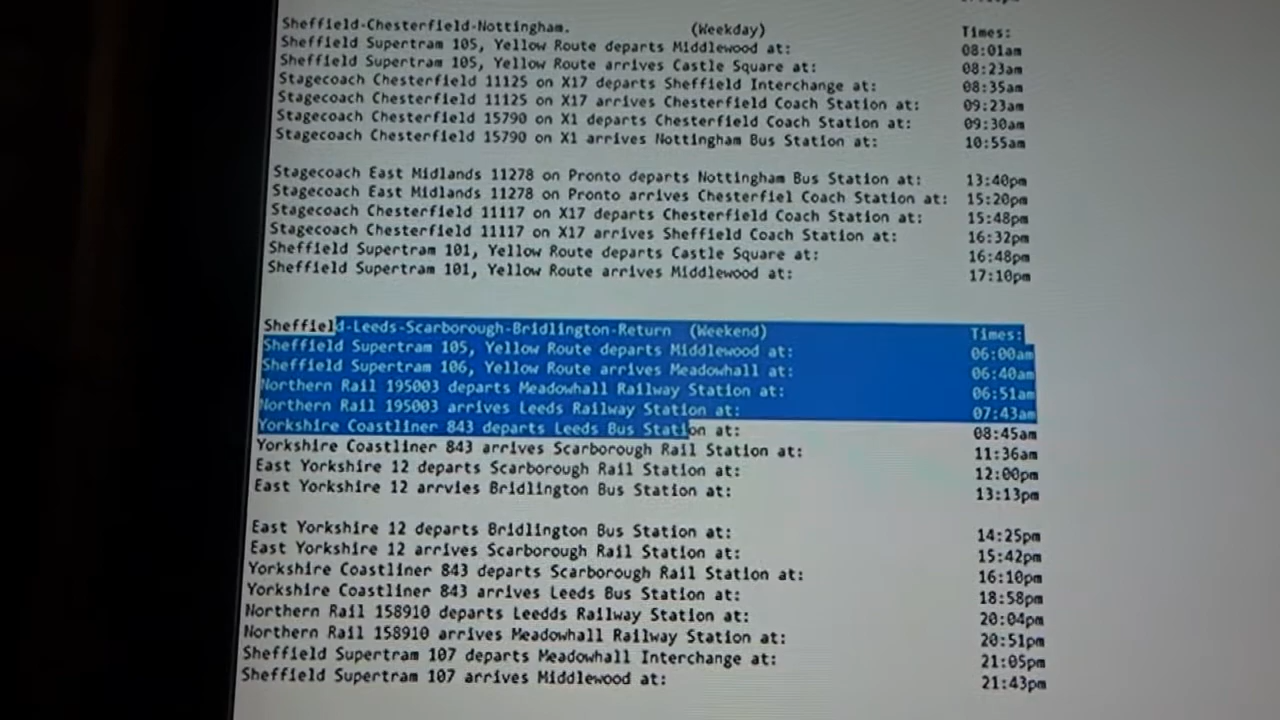 Sheffield-Chesterfield-Nottingham. (Weekday) Times:
Sheffield Supertram 105, Yellow Route departs Middlewood at: 08:01am
Sheffield Supertram 105, Yellow Route arrives Castle Square at: 08:23am
Stagecoach Chesterfield 11125 on X17 departs Sheffield Interchange at: 08:35am
Stagecoach Chesterfield 11125 on X17 arrives Chesterfield Coach Station at: 09:23am
Stagecoach Chesterfield 15790 on X1 departs Chesterfield Coach Station at: 09:30am
Stagecoach Chesterfield 15790 on X1 arrives Nottingham Bus Station at: 10:55am
Stagecoach East Midlands 11278 on Pronto departs Nottingham Bus Station at: 13:40pm
Stagecoach East Midlands 11278 on Pronto arrives Chesterfiel Coach Station at: 15:20pm
Stagecoach Chesterfield 11117 on X17 departs Chesterfield Coach Station at: 15:48pm
Stagecoach Chesterfield 11117 on X17 arrives Sheffield Coach Station at: 16:32pm
Sheffield Supertram 101, Yellow Route departs Castle Square at: 16:48pm
Sheffield Supertram 101, Yellow Route arrives Middlewood at: 17:10pm
Sheffield-Leeds-Scarborough-Bridlington-Return (Weekend) Times:
Sheffield Supertram 105, Yellow Route departs Middlewood at: 06:00am
Sheffield Supertram 106, Yellow Route arrives Meadowhall at: 06:40am
Northern Rail 195003 departs Meadowhall Railway Station at: 06:51am
Northern Rail 195003 arrives Leeds Railway Station at: 07:43am
Yorkshire Coastliner 843 departs Leeds Bus Station at: 08:45am
Yorkshire Coastliner 843 arrives Scarborough Rail Station at: 11:36am
East Yorkshire 12 departs Scarborough Rail Station at: 12:00pm
East Yorkshire 12 arrvies Bridlington Bus Station at: 13:13pm
East Yorkshire 12 departs Bridlington Bus Station at: 14:25pm
East Yorkshire 12 arrives Scarborough Rail Station at: 15:42pm
Yorkshire Coastliner 843 departs Scarborough Rail Station at: 16:10pm
Yorkshire Coastliner 843 arrives Leeds Bus Station at: 18:58pm
Northern Rail 158910 departs Leedds Railway Station at: 20:04pm
Northern Rail 158910 arrives Meadowhall Railway Station at: 20:51pm
Sheffield Supertram 107 departs Meadowhall Interchange at: 21:05pm
Sheffield Supertram 107 arrives Middlewood at: 21:43pm